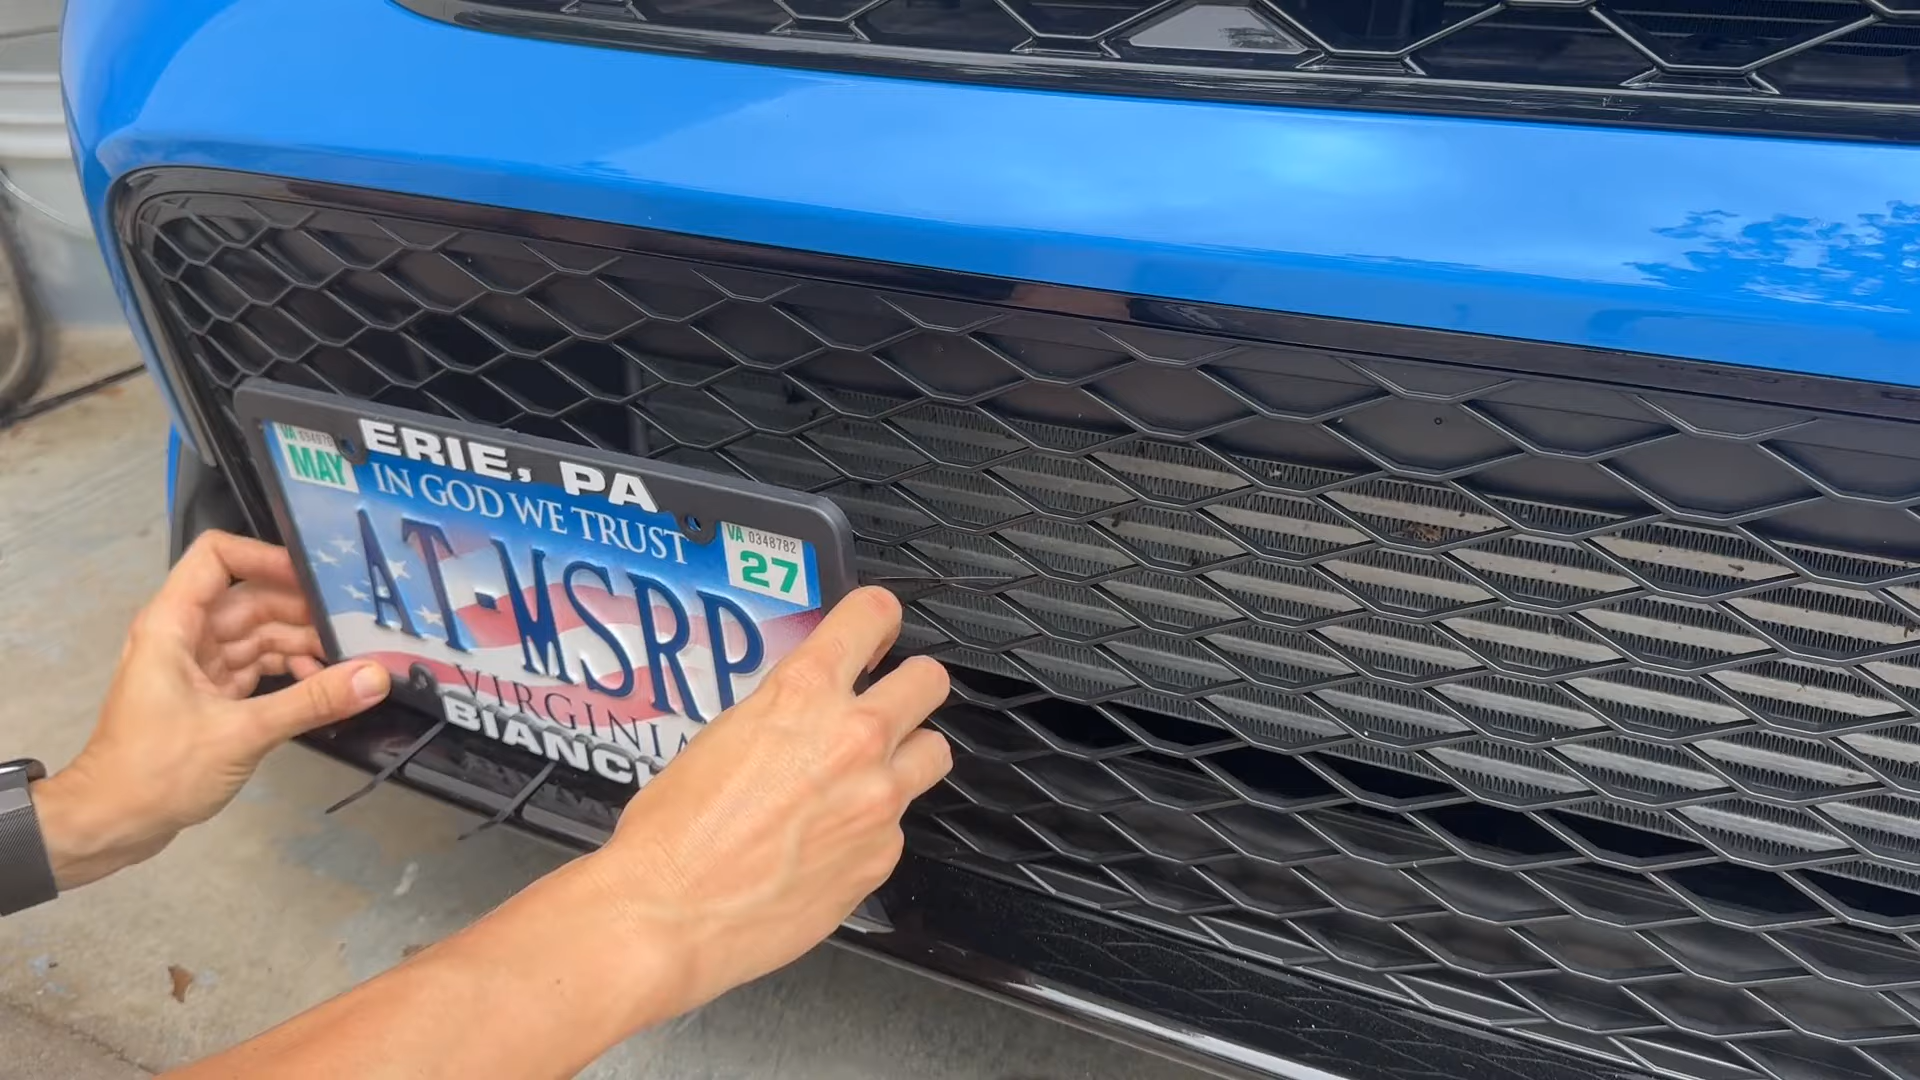 ERIE, PA
VA
MAY
IN GOD WE TRUST
VA 0348782
27
AT-MSRP
VIRGINIA
BIANCH